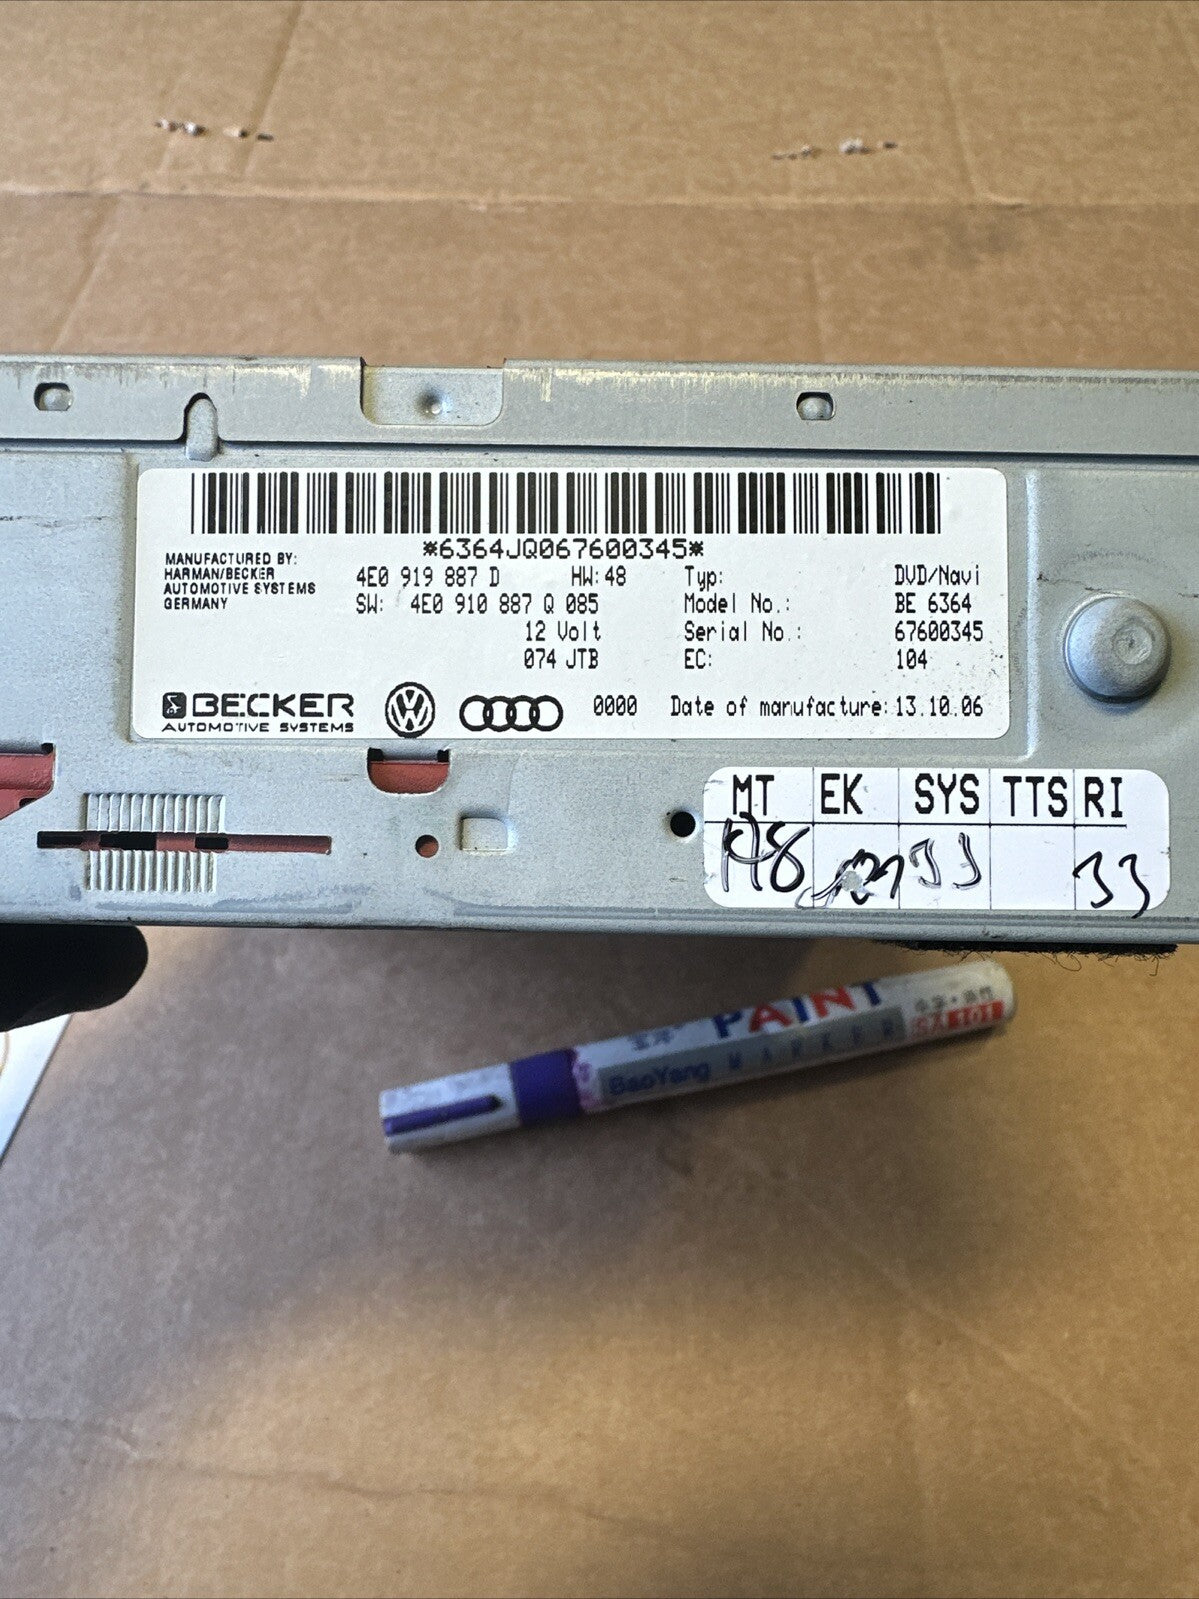 *6364JQ067600345*
MANUFACTURED BY:
HARMAN/BECKER
AUTOMOTIVE SYSTEMS
GERMANY
4E0 919 887 D HW:48
SW: 4E0 910 887 Q 085
12 Volt
074 JTB
Typ: DVD/Navi
Model No.: BE 6364
Serial No.: 67600345
EC: 104
BECKER
AUTOMOTIVE SYSTEMS
0000 Date of manufacture: 13.10.06
MT EK SYS TTS RI
33
PAINT
BaoYang MARKER
101